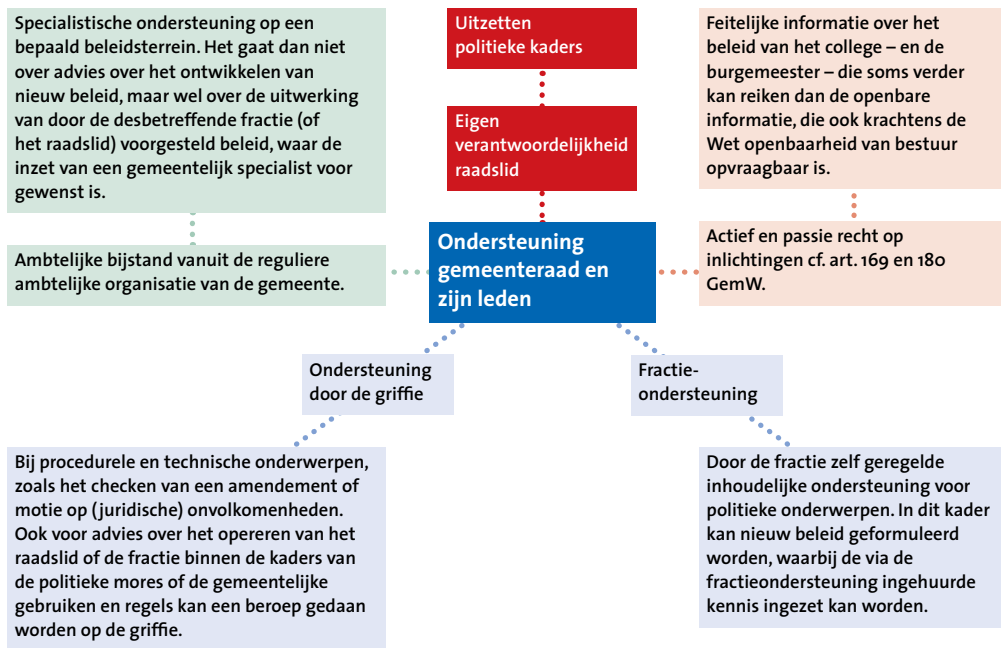 Specialistische ondersteuning op een
bepaald beleidsterrein. Het gaat dan niet
over advies over het ontwikkelen van
nieuw beleid, maar wel over de uitwerking
van door de desbetreffende fractie (of
het raadslid) voorgesteld beleid, waar de
inzet van een gemeentelijk specialist voor
gewenst is.
Uitzetten
politieke kaders
Eigen
verantwoordelijkheid
raadslid
Feitelijke informatie over het
beleid van het college – en de
burgemeester – die soms verder
kan reiken dan de openbare
informatie, die ook krachtens de
Wet openbaarheid van bestuur
opvraagbaar is.
Ambtelijke bijstand vanuit de reguliere
ambtelijke organisatie van de gemeente.
Ondersteuning
gemeenteraad en
zijn leden
Actief en passie recht op
inlichtingen cf. art. 169 en 180
GemW.
Ondersteuning
door de griffie
Fractie-
ondersteuning
Bij procedurele en technische onderwerpen,
zoals het checken van een amendement of
motie op (juridische) onvolkomenheden.
Ook voor advies over het opereren van het
raadslid of de fractie binnen de kaders van
de politieke mores of de gemeentelijke
gebruiken en regels kan een beroep gedaan
worden op de griffie.
Door de fractie zelf geregelde
inhoudelijke ondersteuning voor
politieke onderwerpen. In dit kader
kan nieuw beleid geformuleerd
worden, waarbij de via de
fractieondersteuning ingehuurde
kennis ingezet kan worden.